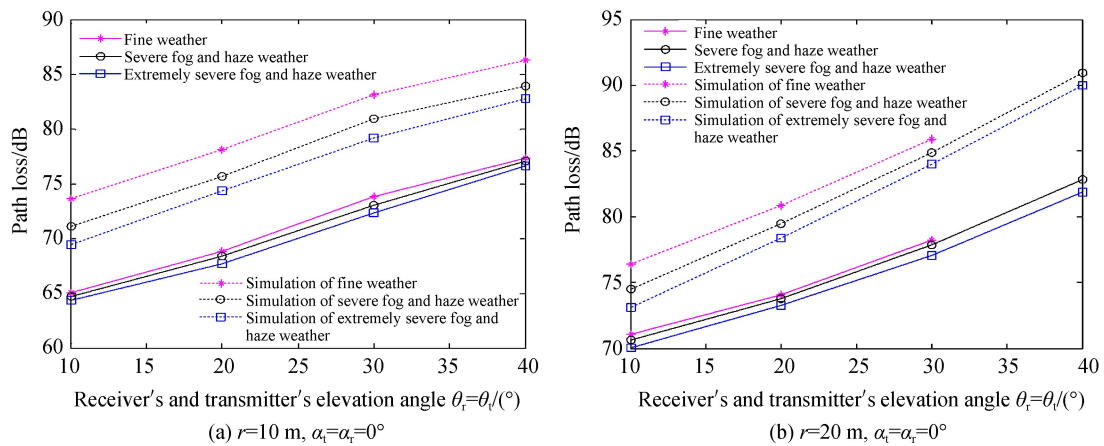 90
85
80
75
70
65
60
Path loss/dB
Fine weather
Severe fog and haze weather
Extremely severe fog and haze weather
Simulation of fine weather
Simulation of severe fog and haze weather
Simulation of extremely severe fog and
haze weather
10 15 20 25 30 35 40
Receiver's and transmitter's elevation angle θr=θt/(°)
(a) r=10 m, αt=αr=0°
95
90
85
80
75
70
Path loss/dB
Fine weather
Severe fog and haze weather
Extremely severe fog and haze weather
Simulation of fine weather
Simulation of severe fog and haze weather
Simulation of extremely severe fog and
haze weather
10 15 20 25 30 35 40
Receiver's and transmitter's elevation angle θr=θt/(°)
(b) r=20 m, αt=αr=0°